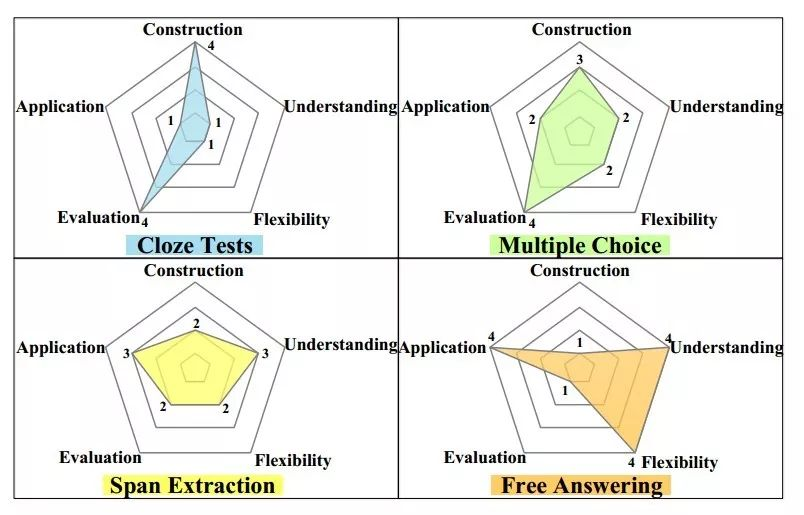 Construction
4
Application
Understanding
1
1
1
Evaluation
4
Flexibility
Cloze Tests
Construction
3
Application
Understanding
2
2
2
Evaluation
4
Flexibility
Multiple Choice
Construction
2
Application
Understanding
3
3
2
2
Evaluation
Flexibility
Span Extraction
Construction
4
1
4
Application
Understanding
1
Evaluation
4
Flexibility
Free Answering